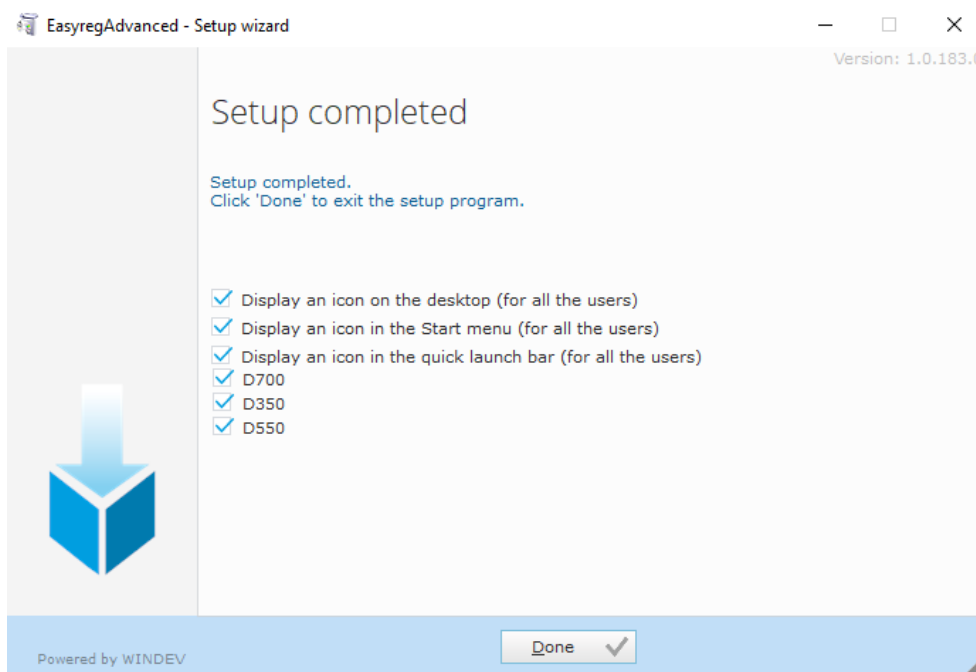 EasyregAdvanced - Setup wizard
Version: 1.0.183.0
Setup completed
Setup completed.
Click 'Done' to exit the setup program.
Display an icon on the desktop (for all the users)
Display an icon in the Start menu (for all the users)
Display an icon in the quick launch bar (for all the users)
D700
D350
D550
Done
Powered by WINDEV